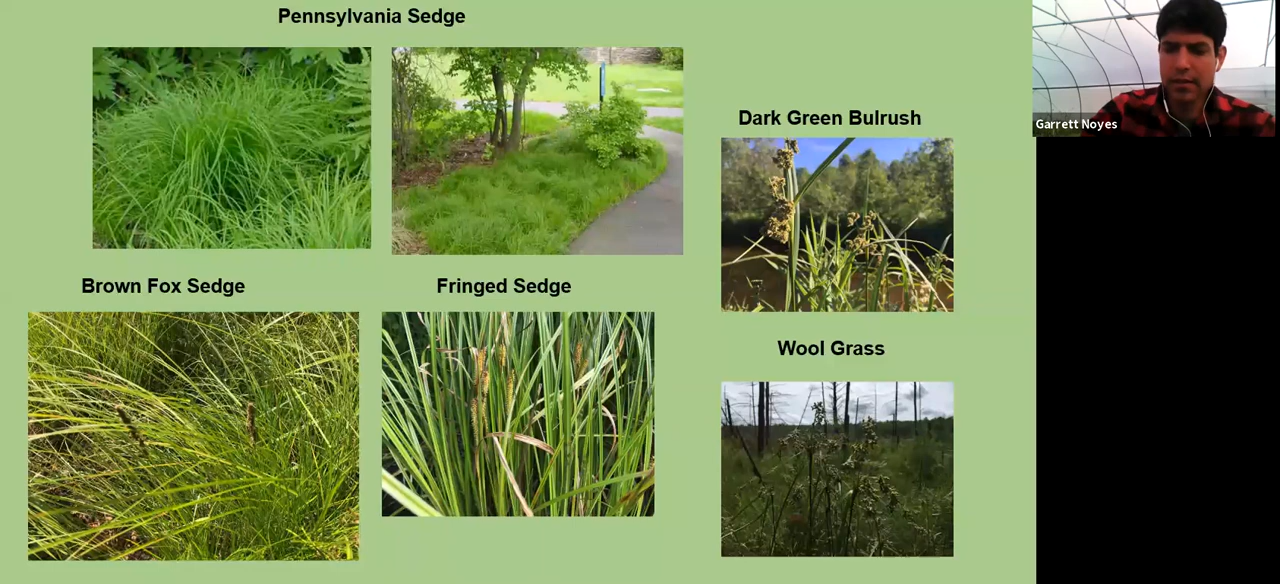 Pennsylvania Sedge
Garrett Noyes
Dark Green Bulrush
Brown Fox Sedge
Fringed Sedge
Wool Grass